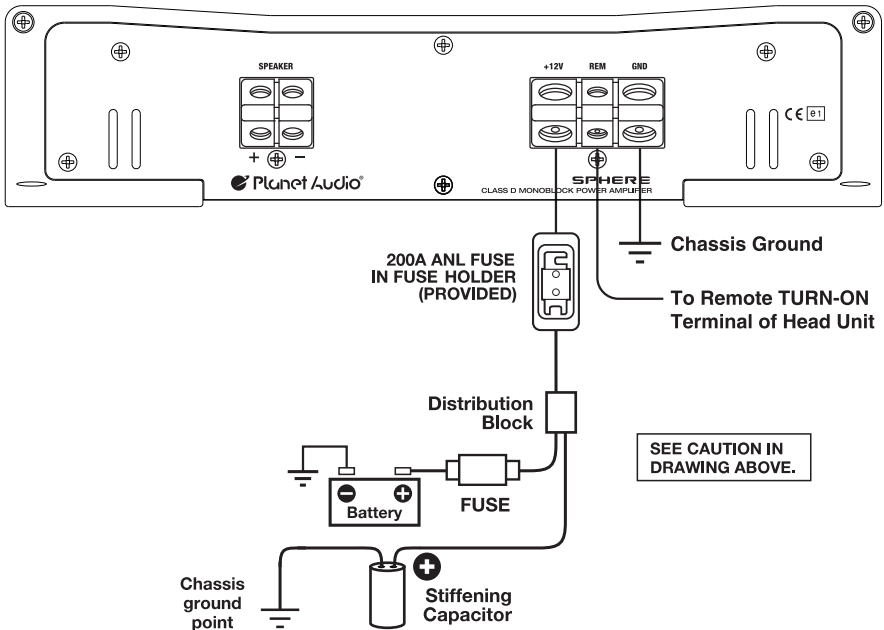 SPEAKER
+ −
Planet Audio®
+12V REM GND
CE e1
SPHERE
CLASS D MONOBLOCK POWER AMPLIFIER
200A ANL FUSE
IN FUSE HOLDER
(PROVIDED)
Chassis Ground
To Remote TURN-ON
Terminal of Head Unit
Distribution
Block
SEE CAUTION IN
DRAWING ABOVE.
− +
Battery
FUSE
Chassis
ground
point
+
Stiffening
Capacitor